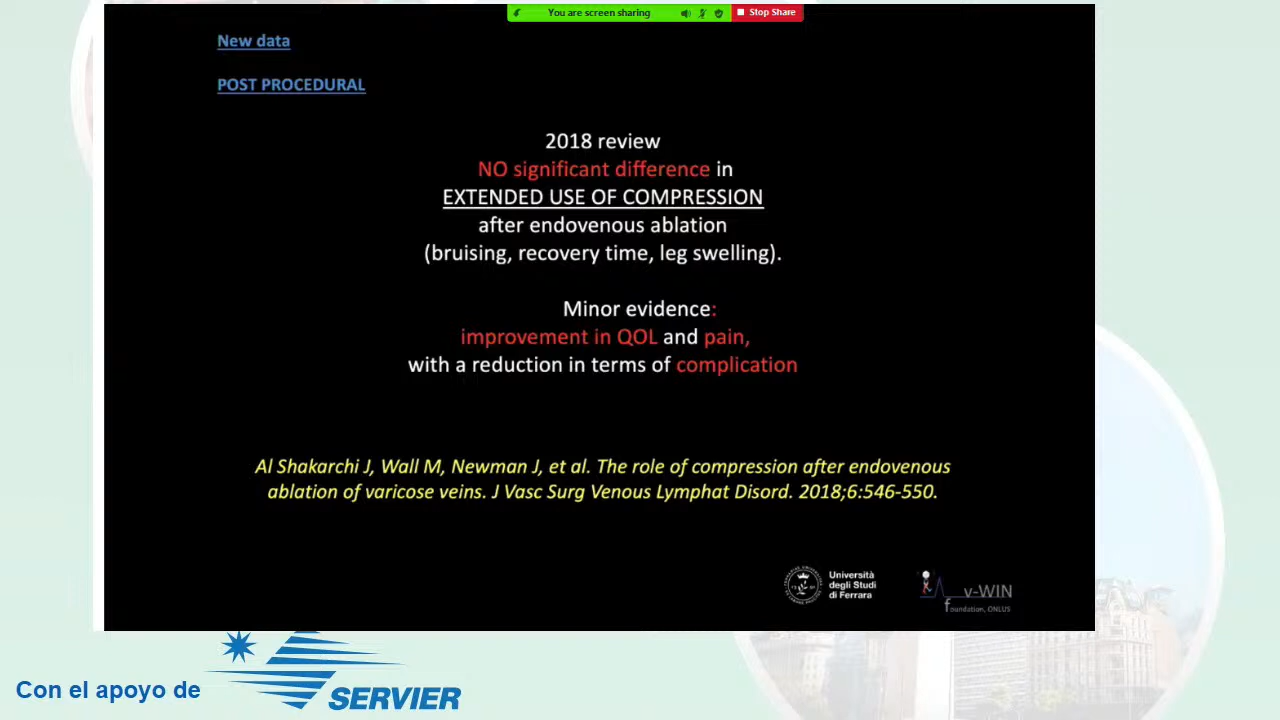 You are screen sharing
Stop Share
New data
POST PROCEDURAL
2018 review
NO significant difference in
EXTENDED USE OF COMPRESSION
after endovenous ablation
(bruising, recovery time, leg swelling).
Minor evidence:
improvement in QOL and pain,
with a reduction in terms of complication
Al Shakarchi J, Wall M, Newman J, et al. The role of compression after endovenous
ablation of varicose veins. J Vasc Surg Venous Lymphat Disord. 2018;6:546-550.
Università
degli Studi
di Ferrara
v-WIN
foundation, ONLUS
Con el apoyo de
SERVIER